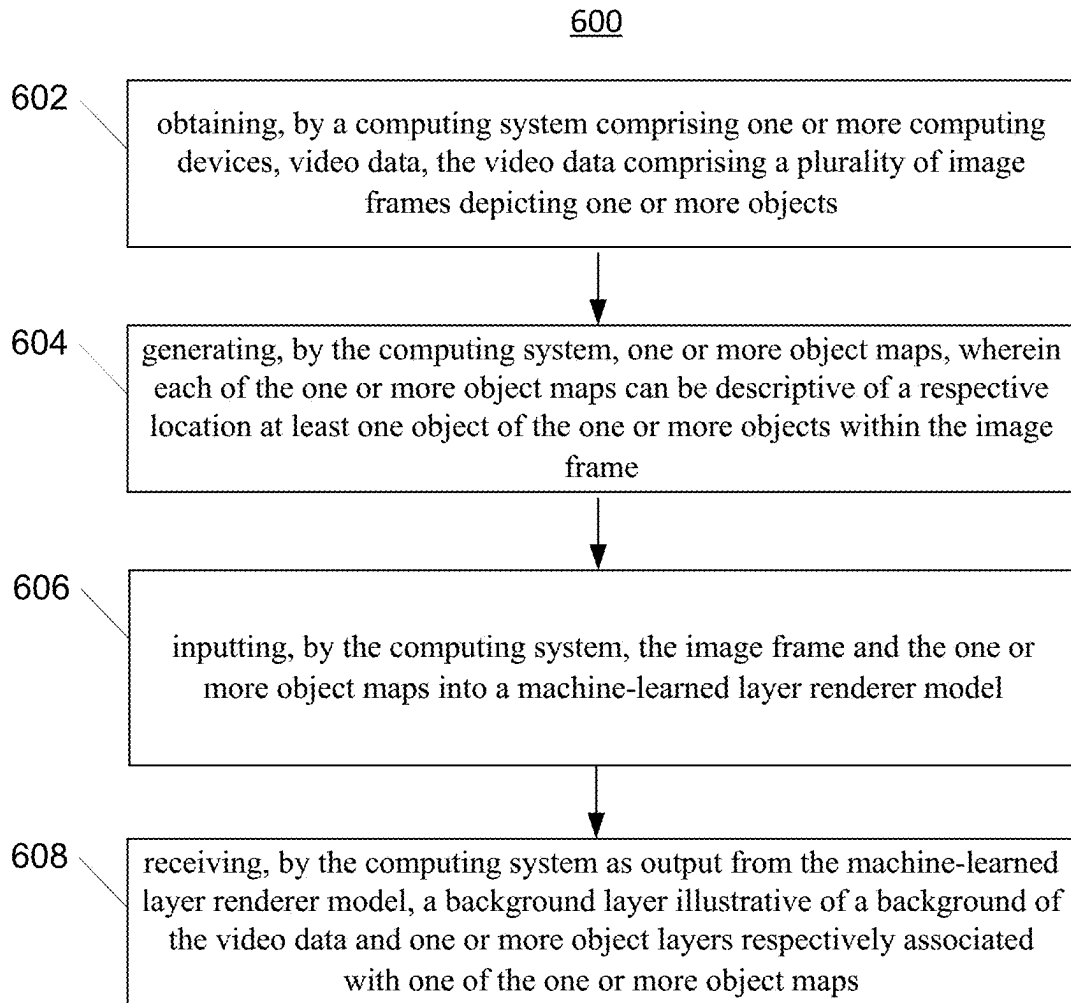 600
602
obtaining, by a computing system comprising one or more computing
devices, video data, the video data comprising a plurality of image
frames depicting one or more objects
604
generating, by the computing system, one or more object maps, wherein
each of the one or more object maps can be descriptive of a respective
location at least one object of the one or more objects within the image
frame
606
inputting, by the computing system, the image frame and the one or
more object maps into a machine-learned layer renderer model
608
receiving, by the computing system as output from the machine-learned
layer renderer model, a background layer illustrative of a background of
the video data and one or more object layers respectively associated
with one of the one or more object maps